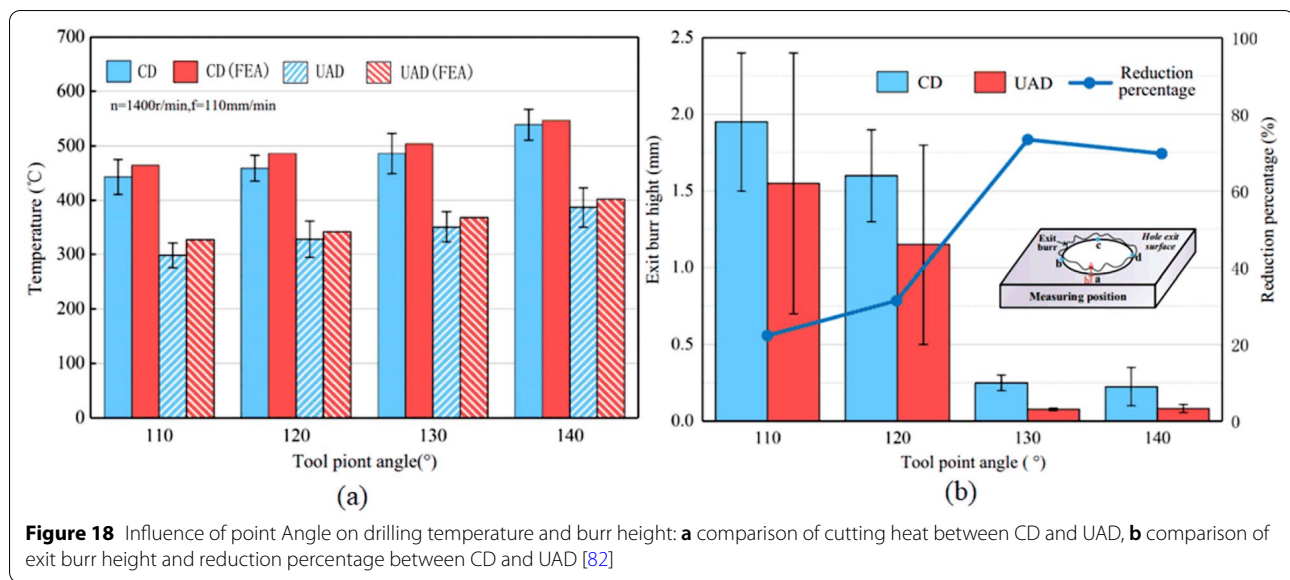 700
600
500
400
300
200
100
0
Temperature (℃)
CD CD(FEA) UAD UAD(FEA)
n=1400r/min,f=110mm/min
110 120 130 140
Tool piont angle(°)
(a)
2.5
2.0
1.5
1.0
0.5
0.0
Exit burr hight (mm)
CD UAD Reduction
percentage
Exit
burr
Hole exit
surface
c
b
d
a
Measuring position
100
80
60
40
20
0
Reduction percentage (%)
110 120 130 140
Tool point angle ( °)
(b)
Figure 18 Influence of point Angle on drilling temperature and burr height: a comparison of cutting heat between CD and UAD, b comparison of
exit burr height and reduction percentage between CD and UAD [82]